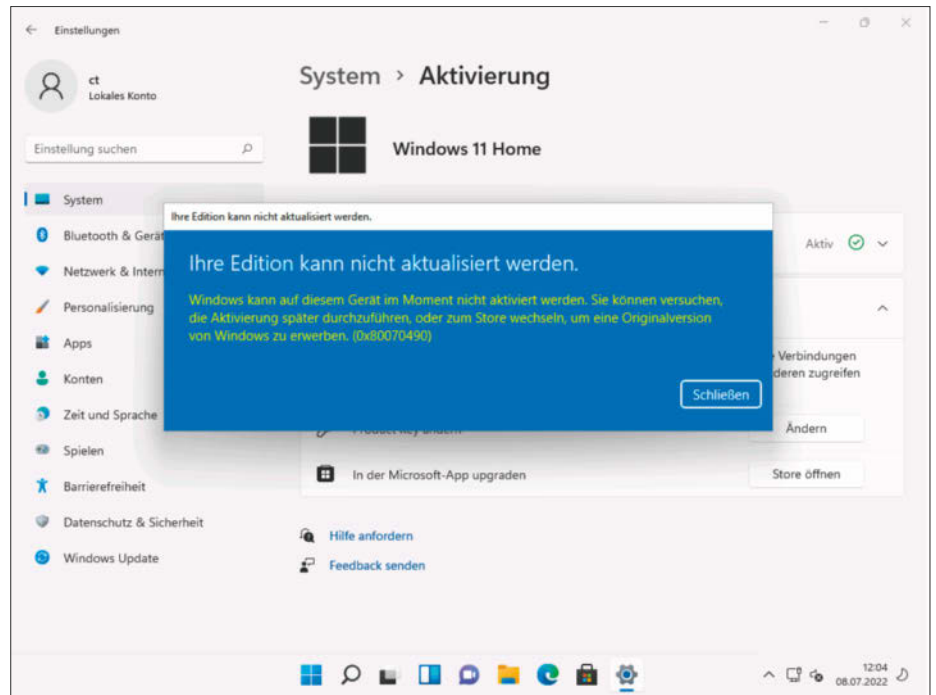 Einstellungen
ct
Lokales Konto
Einstellung suchen
System
Bluetooth & Gerät
Netzwerk & Intern
Personalisierung
Apps
Konten
Zeit und Sprache
Spielen
Barrierefreiheit
Datenschutz & Sicherheit
Windows Update
System > Aktivierung
Windows 11 Home
Aktiv
Ihre Edition kann nicht aktualisiert werden.
Ihre Edition kann nicht aktualisiert werden.
Windows kann auf diesem Gerät im Moment nicht aktiviert werden. Sie können versuchen,
die Aktivierung später durchzuführen, oder zum Store wechseln, um eine Originalversion
von Windows zu erwerben. (0x80070490)
Schließen
Verbindungen
deren zugreifen
Product Key ändern
Ändern
In der Microsoft-App upgraden
Store öffnen
Hilfe anfordern
Feedback senden
12:04
08.07.2022